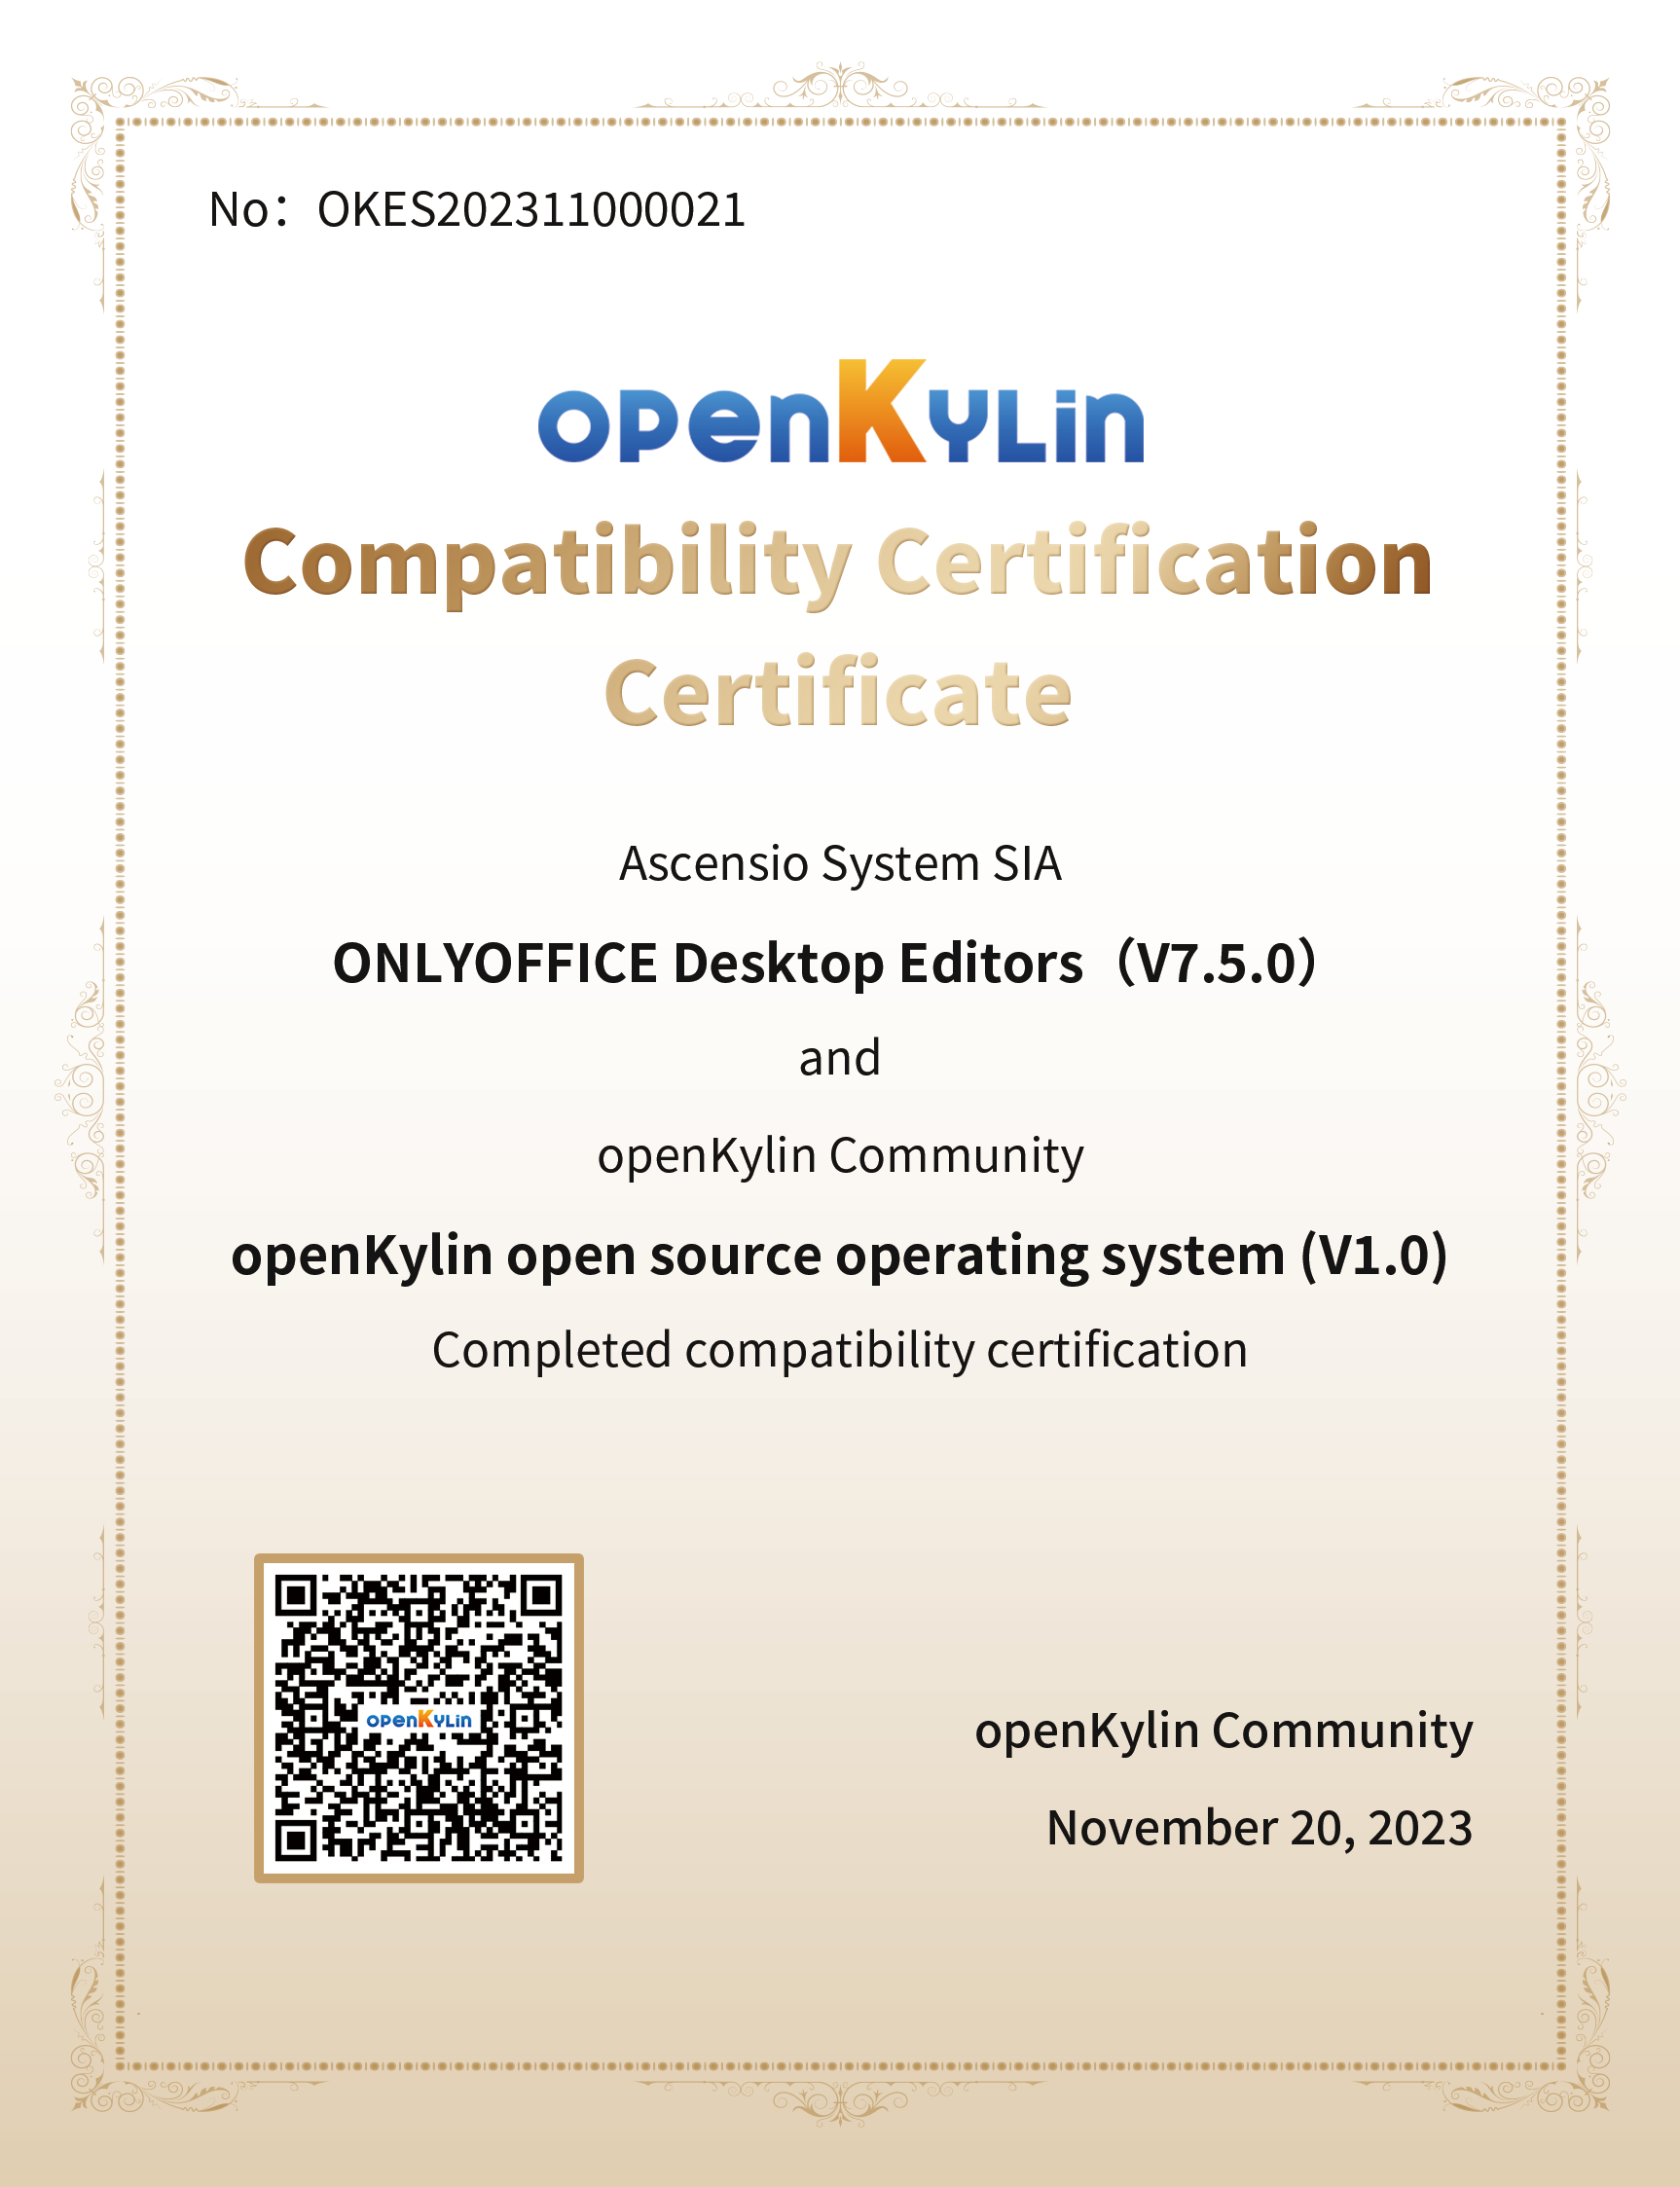 No：OKES202311000021
openKylin
Compatibility Certification
Certificate
Ascensio System SIA
ONLYOFFICE Desktop Editors（V7.5.0）
and
openKylin Community
openKylin open source operating system (V1.0)
Completed compatibility certification
openKylin
openKylin Community
November 20, 2023